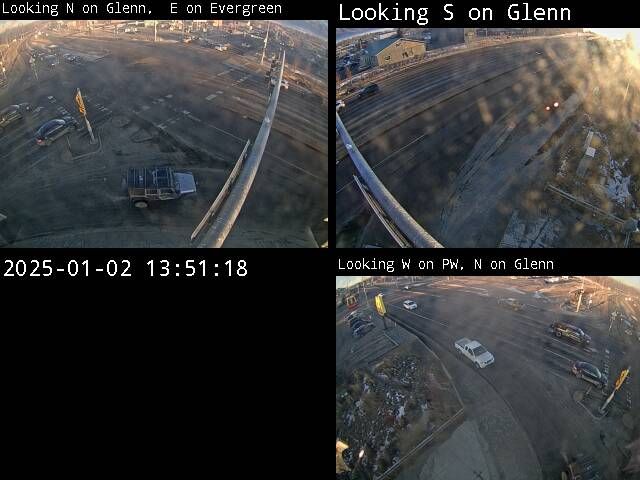 Looking N on Glenn,  E on Evergreen
Looking S on Glenn
2025-01-02 13:51:18
Looking W on PW, N on Glenn